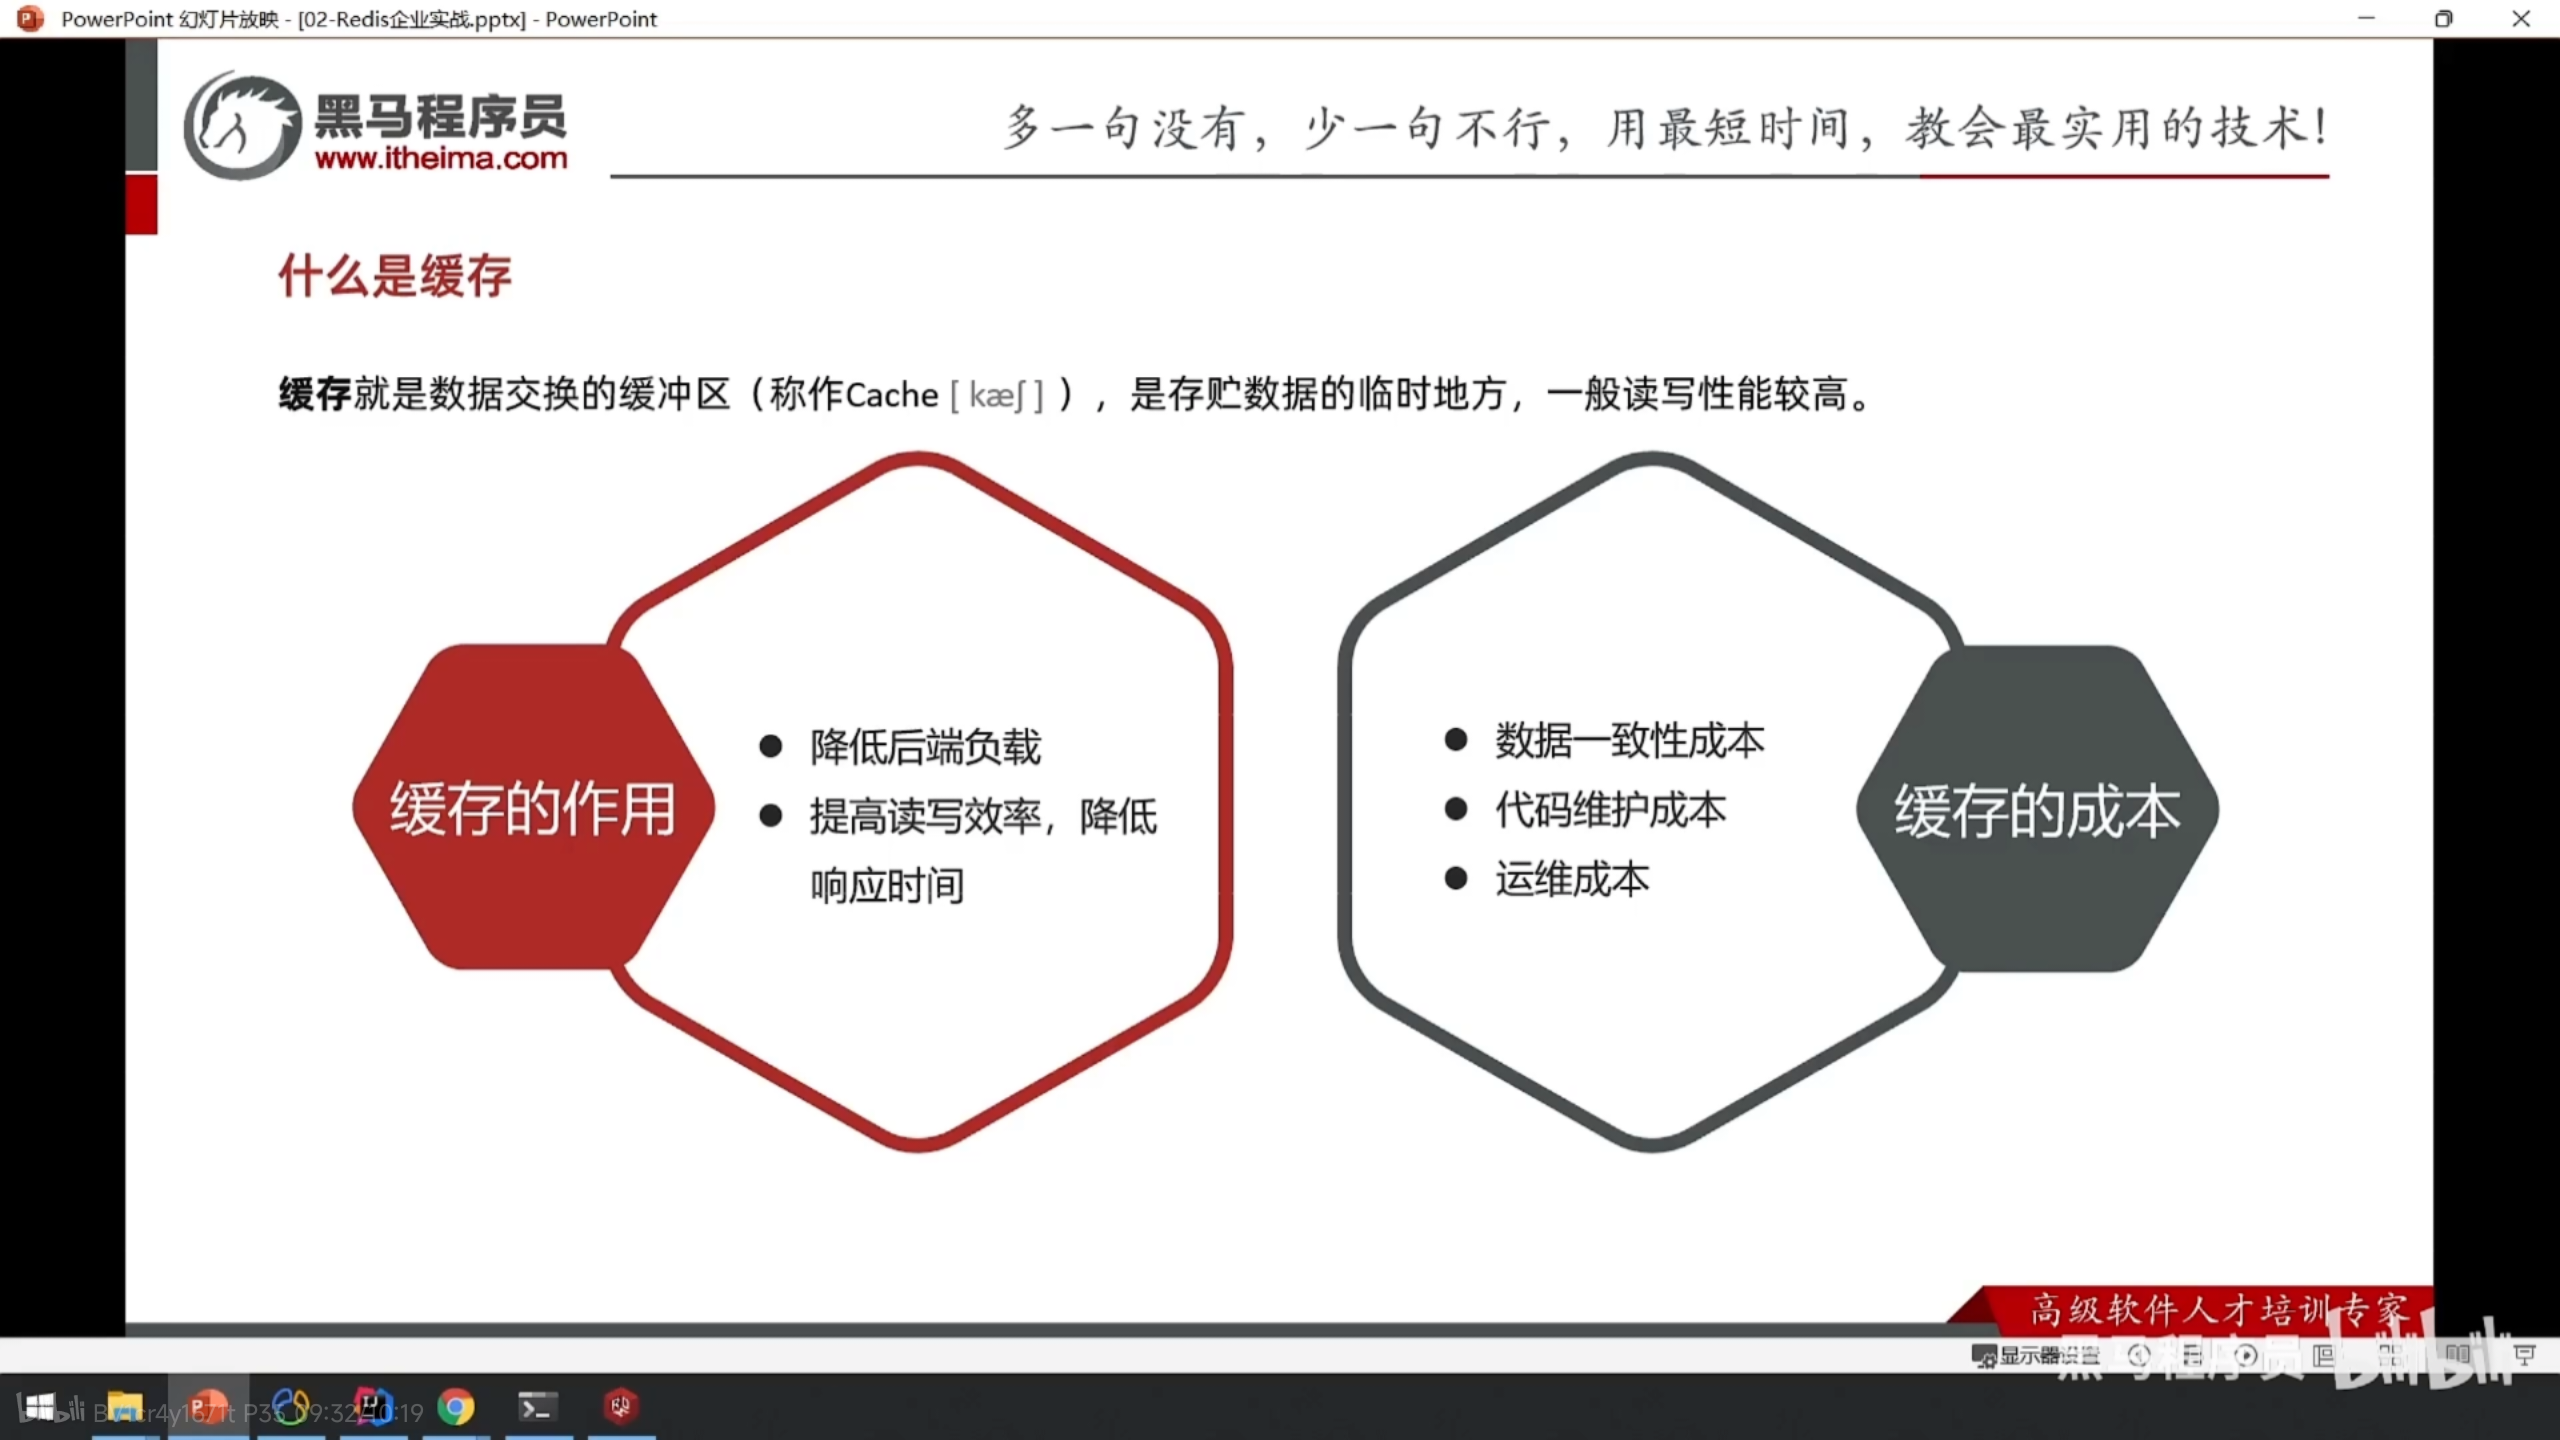 PowerPoint 幻灯片放映 - [02-Redis企业实战.pptx] - PowerPoint
黑马程序员
www.itheima.com
多一句没有，少一句不行，用最短时间，教会最实用的技术！
什么是缓存
缓存就是数据交换的缓冲区（称作Cache [ kæʃ ] ），是存贮数据的临时地方，一般读写性能较高。
缓存的作用
● 降低后端负载
● 提高读写效率，降低
响应时间
● 数据一致性成本
● 代码维护成本
● 运维成本
缓存的成本
高级软件人才培训专家
显示器设置
黑马程序员 bilibili
P35 09:32/10:19